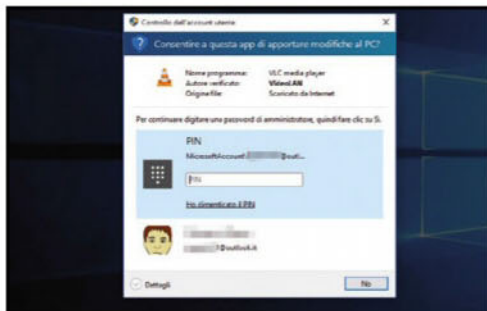 Controllo dell'account utente
Consentire a questa app di apportare modifiche al PC?
Nome programma: VLC media player
Autore verificato: VideoLAN
Origine file: Scaricato da Internet
Per continuare digitare una password di amministratore, quindi fare clic su Sì.
PIN
MicrosoftAccount\ @outl...
PIN
Ho dimenticato il PIN
@outlook.it
Dettagli
No